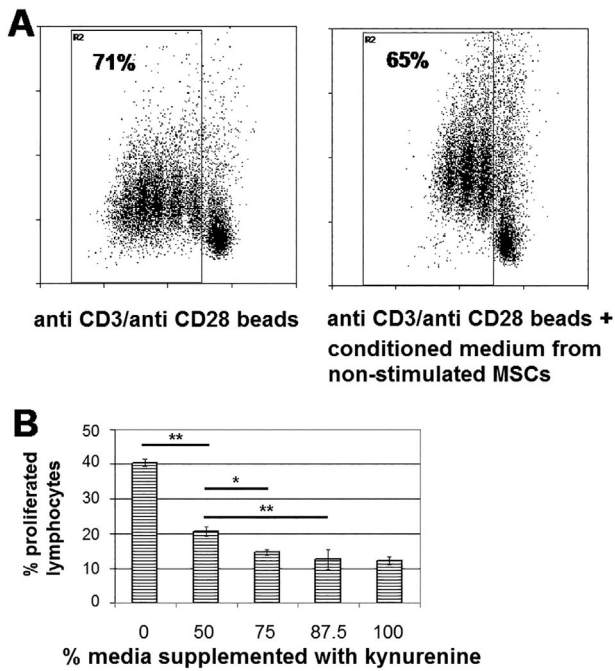 A
R2
71%
R2
65%
anti CD3/anti CD28 beads
anti CD3/anti CD28 beads +
conditioned medium from
non-stimulated MSCs
B
% proliferated
lymphocytes
50
40
30
20
10
0
**
*
**
0 50 75 87.5 100
% media supplemented with kynurenine